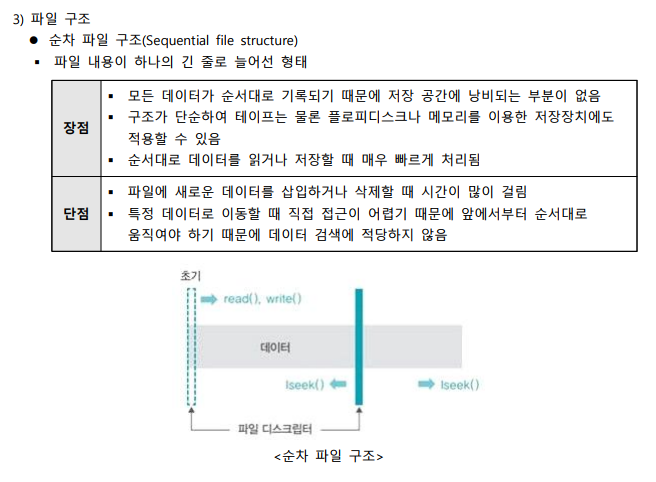 3) 파일 구조
● 순차 파일 구조(Sequential file structure)
▪ 파일 내용이 하나의 긴 줄로 늘어선 형태
장점
▪ 모든 데이터가 순서대로 기록되기 때문에 저장 공간에 낭비되는 부분이 없음
▪ 구조가 단순하여 테이프는 물론 플로피디스크나 메모리를 이용한 저장장치에도
적용할 수 있음
▪ 순서대로 데이터를 읽거나 저장할 때 매우 빠르게 처리됨
단점
▪ 파일에 새로운 데이터를 삽입하거나 삭제할 때 시간이 많이 걸림
▪ 특정 데이터로 이동할 때 직접 접근이 어렵기 때문에 앞에서부터 순서대로
움직여야 하기 때문에 데이터 검색에 적당하지 않음
초기
read(), write()
데이터
lseek()
lseek()
파일 디스크립터
<순차 파일 구조>